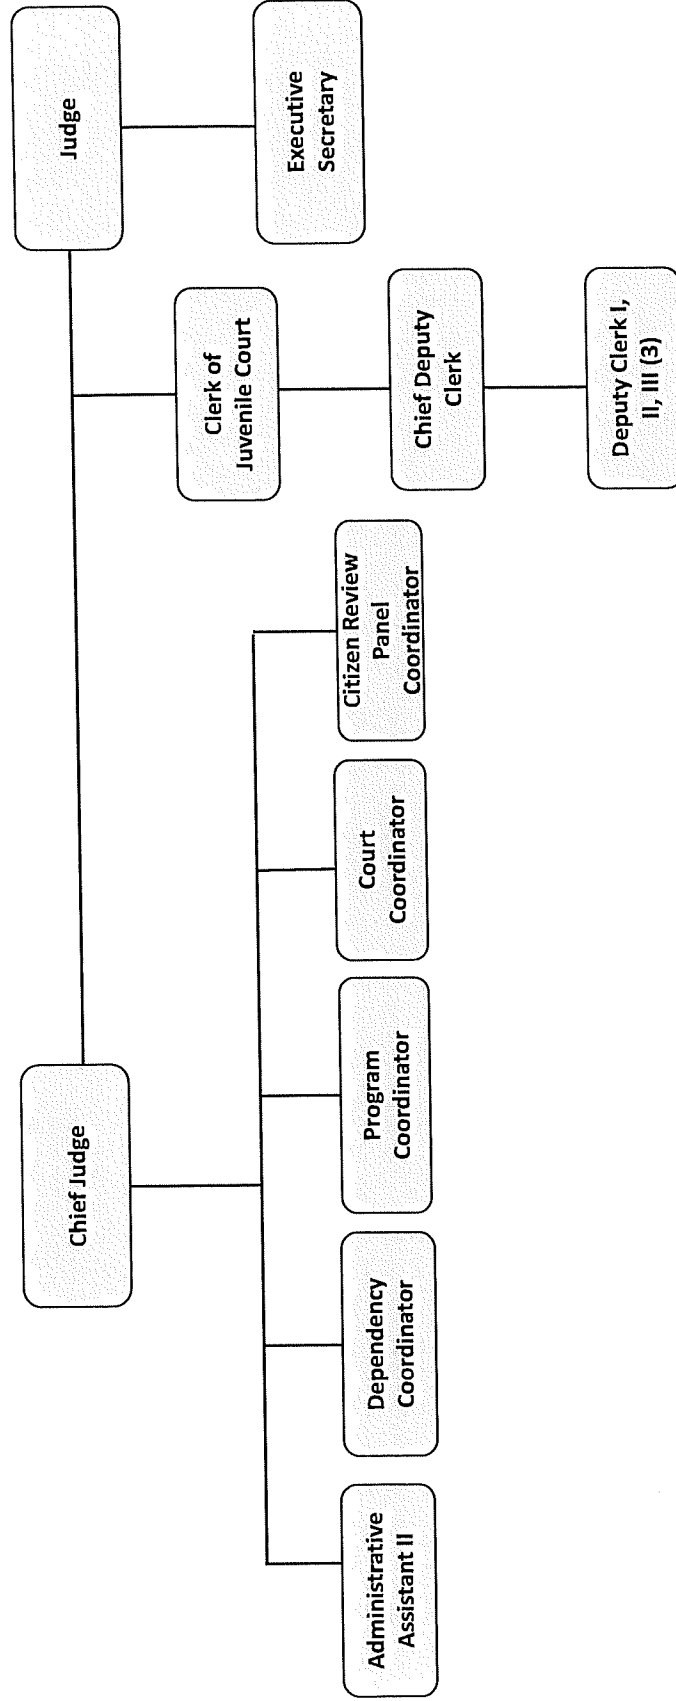 Chief Judge
Judge
Clerk of
Juvenile Court
Executive
Secretary
Administrative
Assistant II
Dependency
Coordinator
Program
Coordinator
Court
Coordinator
Citizen Review
Panel
Coordinator
Chief Deputy
Clerk
Deputy Clerk I,
II, III (3)